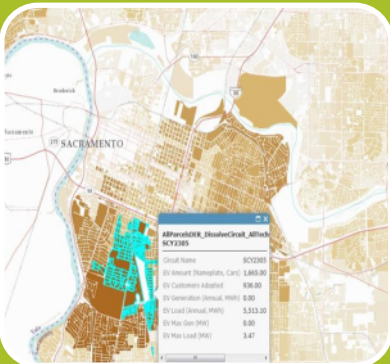 Broderick
Sacramento
SACRAMENTO
AllParcelsDER_DissolveCircuit_AllTech
SCY2305
Circuit Name SCY2305
EV Amount (Nameplate, Cars) 1,665.00
EV Customers Adopted 936.00
EV Generation (Annual, MWh) 0.00
EV Load (Annual, MWh) 5,513.10
EV Max Gen (MW) 0.00
EV Max Load (MW) 3.47